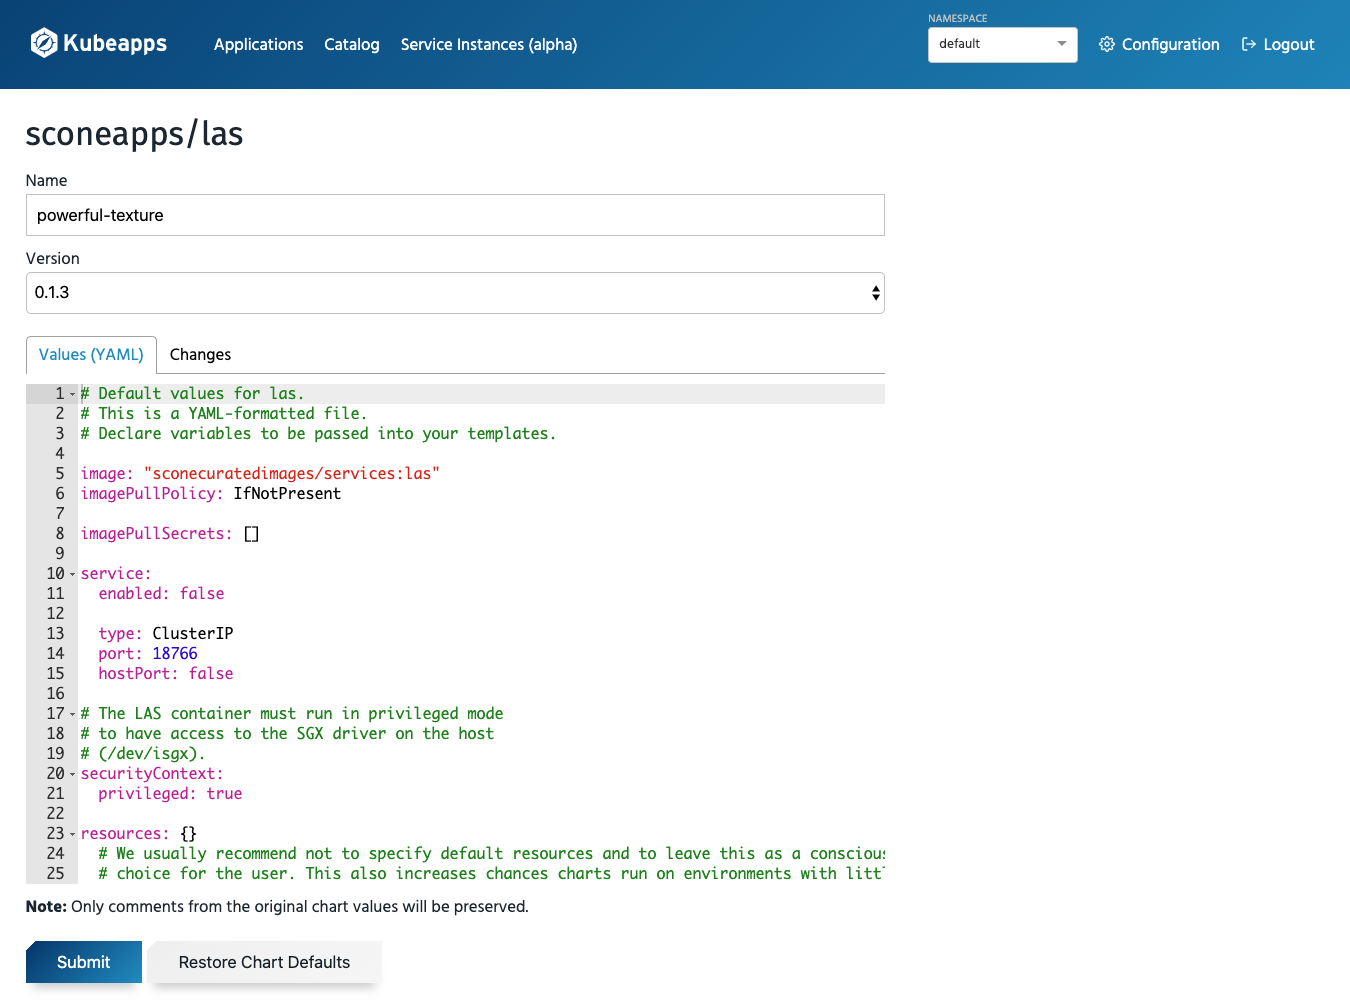 Kubeapps
Applications
Catalog
Service Instances (alpha)
NAMESPACE
default
Configuration
Logout
sconeapps/las
Name
powerful-texture
Version
0.1.3
Values (YAML)
Changes
1 # Default values for las.
2 # This is a YAML-formatted file.
3 # Declare variables to be passed into your templates.
4
5 image: "sconecuratedimages/services:las"
6 imagePullPolicy: IfNotPresent
7
8 imagePullSecrets: []
9
10 service:
11   enabled: false
12
13   type: ClusterIP
14   port: 18766
15   hostPort: false
16
17 # The LAS container must run in privileged mode
18 # to have access to the SGX driver on the host
19 # (/dev/isgx).
20 securityContext:
21   privileged: true
22
23 resources: {}
24   # We usually recommend not to specify default resources and to leave this as a conscious
25   # choice for the user. This also increases chances charts run on environments with littl
Note: Only comments from the original chart values will be preserved.
Submit
Restore Chart Defaults